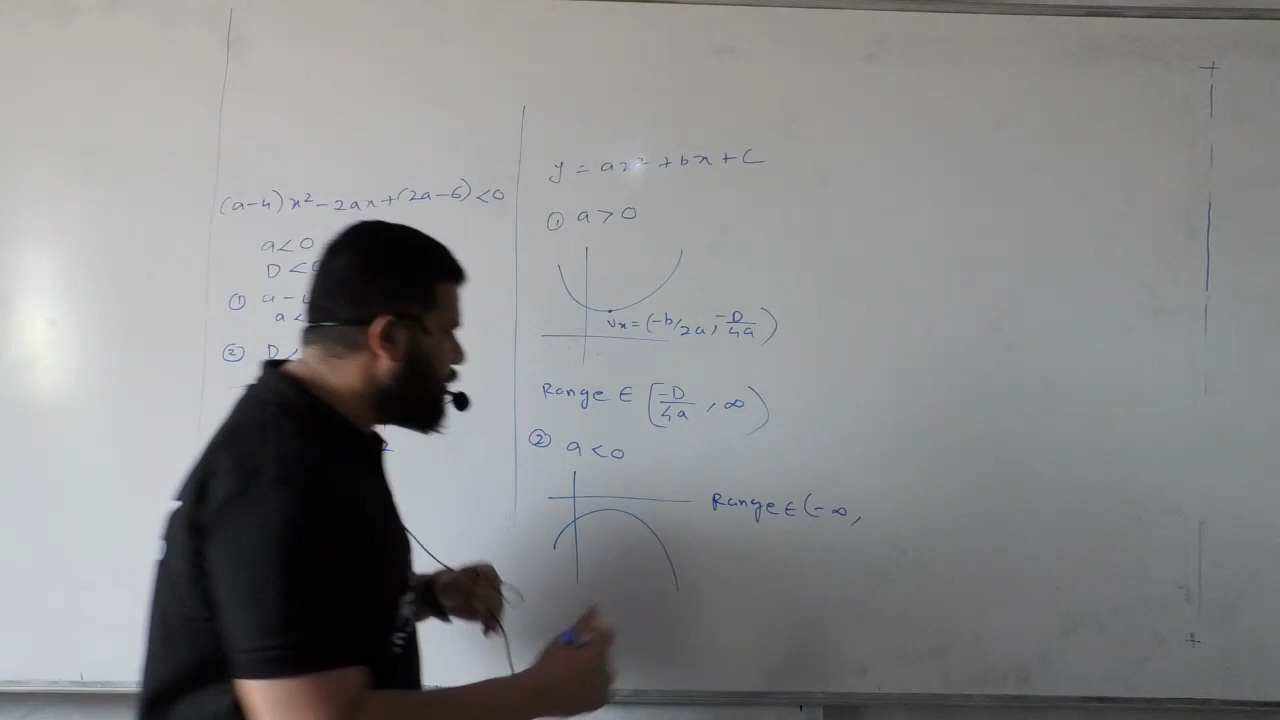 (a-4)x²-2ax+(2a-6)<0
a<0
D<
① a-
a<
② D
2
y = ax²+bx+c
① a>0
Vx=(-b/2a, -D/4a)
Range ∈ [-D/4a, ∞)
② a<0
Range ∈ (-∞,